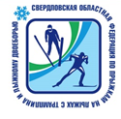 СВЕРДЛОВСКАЯ ОБЛАСТНАЯ ФЕДЕРАЦИЯ ПО ПРЫЖКАМ НА ЛЫЖАХ С ТРАМПЛИНА И ЛЫЖНОМУ ДВОЕБОРЬЮ